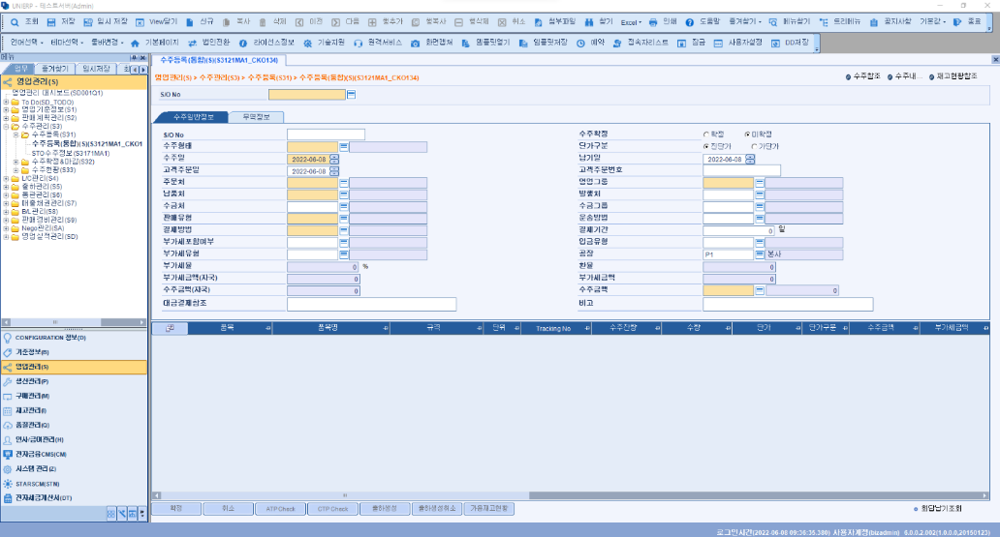 UNIERP - 테스트서버(Admin)
조회 저장 임시 저장 View닫기 신규 복사 삭제 이전 다음 행추가 행복사 행삭제 취소 첨부파일 찾기 Excel 인쇄 도움말 즐겨찾기 메뉴찾기 트리메뉴 공지사항 기본값 종료
언어선택 테마선택 툴바변경 기본페이지 법인전환 라이선스정보 기술지원 원격서비스 화면캡쳐 템플릿열기 템플릿저장 예약 접속자리스트 잠금 사용자설정 DD저장
메뉴
업무 즐겨찾기 임시저장
영업관리(S)
영업관리 대시보드(SD001Q1)
To Do(SD_TODO)
영업기준정보(S1)
판매계획관리(S2)
수주관리(S3)
수주등록(S31)
수주등록(통합)(S)(S3121MA1_CKO1
STO수주정보(S3171MA1)
수주확정&마감(S32)
수주현황(S33)
L/C관리(S4)
출하관리(S5)
통관관리(S6)
매출채권관리(S7)
B/L관리(S8)
판매경비관리(S9)
Nego관리(SA)
영업실적관리(SD)
CONFIGURATION 정보(O)
기준정보(B)
영업관리(S)
생산관리(P)
구매관리(M)
재고관리(I)
품질관리(Q)
인사/급여관리(H)
전자금융CMS(CM)
시스템 관리(Z)
STARSCM(STN)
전자세금계산서(DT)
수주등록(통합)(S)(S3121MA1_CKO134)
영업관리(S) > 수주관리(S3) > 수주등록(S31) > 수주등록(통합)(S)(S3121MA1_CKO134)
수주참조 수주내... 재고현황참조
S/O No
수주일반정보 무역정보
S/O No 수주확정 확정 미확정
수주형태 단가구분 진단가 가단가
수주일 2022-06-08 납기일 2022-06-08
고객주문일 2022-06-08 고객주문번호
주문처 영업그룹
납품처 발행처
수금처 수금그룹
판매유형 운송방법
결제방법 결제기간 0 일
부가세포함여부 입금유형
부가세유형 공장 P1 본사
부가세율 0 % 환율 0
부가세금액(자국) 0 부가세금액 0
수주금액(자국) 0 수주금액 0
대금결제참조 비고
품목 품목명 규격 단위 Tracking No 수주잔량 수량 단가 단가구분 수주금액 부가세금액
확정 취소 ATP Check CTP Check 출하생성 출하생성취소 가용재고현황
회답납기조회
로그인시간(2022-06-08 09:36:35.380) 사용자계정(bizadmin) 6.0.0.2.002(1.0.0.0,20150123)